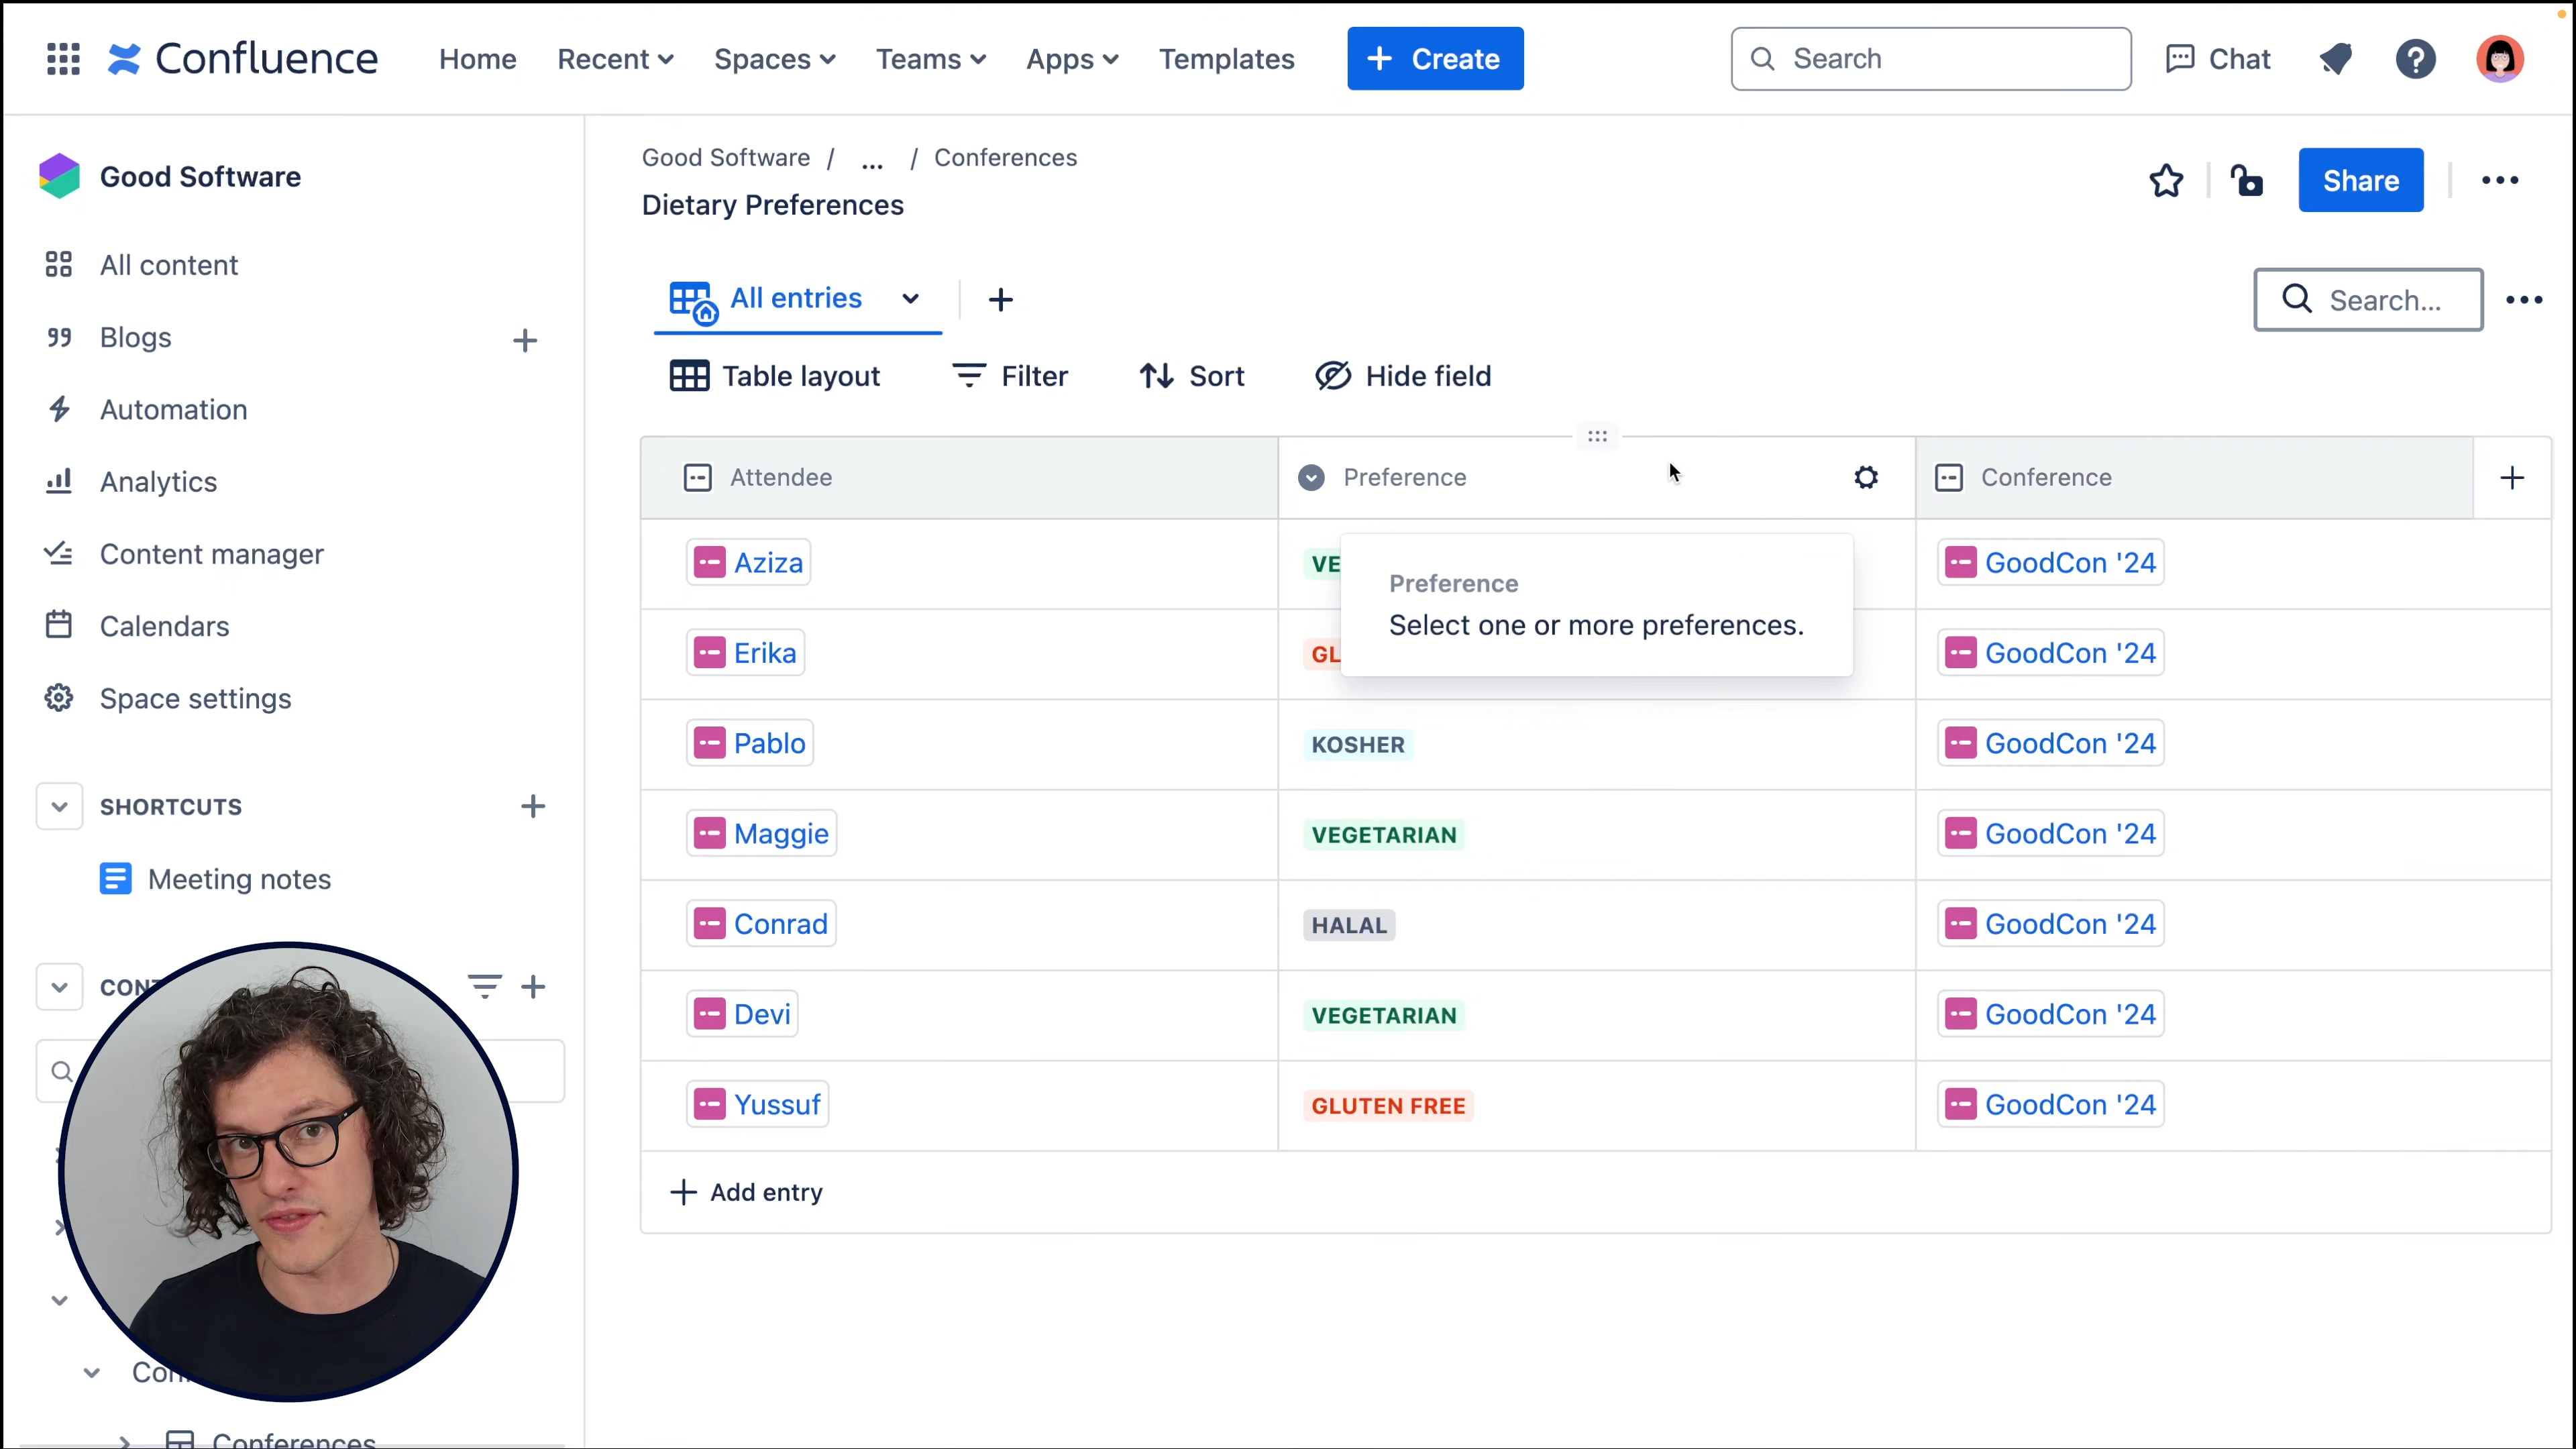 Confluence Home Recent Spaces Teams Apps Templates + Create Search Chat
Good Software
All content
Blogs
Automation
Analytics
Content manager
Calendars
Space settings
SHORTCUTS
Meeting notes
Conferences
Good Software / ... / Conferences
Dietary Preferences
Share
All entries
Search...
Table layout Filter Sort Hide field
Attendee Preference Conference
Aziza GoodCon '24
Preference
Select one or more preferences.
Erika GoodCon '24
Pablo KOSHER GoodCon '24
Maggie VEGETARIAN GoodCon '24
Conrad HALAL GoodCon '24
Devi VEGETARIAN GoodCon '24
Yussuf GLUTEN FREE GoodCon '24
+ Add entry